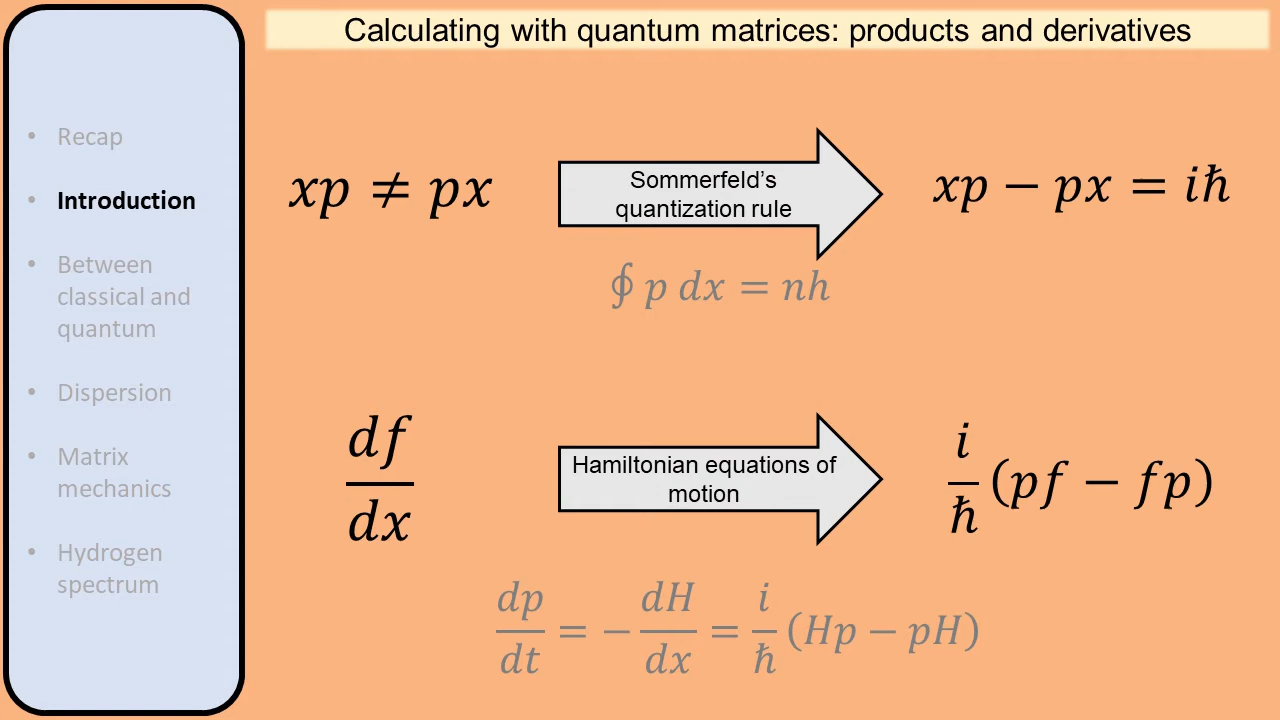 Calculating with quantum matrices: products and derivatives
• Recap
• Introduction
• Between
classical and
quantum
• Dispersion
• Matrix
mechanics
• Hydrogen
spectrum
xp ≠ px
Sommerfeld’s
quantization rule
xp − px = iħ
∮ p dx = nh
df/dx
Hamiltonian equations of
motion
i/ħ (pf − fp)
dp/dt = − dH/dx = i/ħ (Hp − pH)